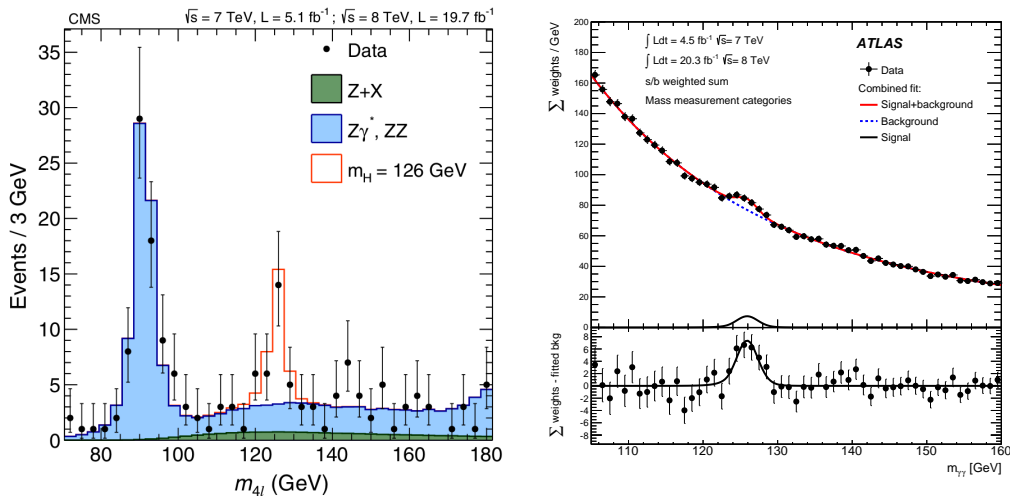 CMS
√s = 7 TeV, L = 5.1 fb⁻¹ ; √s = 8 TeV, L = 19.7 fb⁻¹
Events / 3 GeV
35
30
25
20
15
10
5
0
Data
Z+X
Zγ*, ZZ
m_H = 126 GeV
80
100
120
140
160
180
m_4l (GeV)
Σ weights / GeV
200
180
160
140
120
100
80
60
40
20
0
∫ Ldt = 4.5 fb⁻¹ √s= 7 TeV
∫ Ldt = 20.3 fb⁻¹ √s= 8 TeV
s/b weighted sum
Mass measurement categories
ATLAS
Data
Combined fit:
Signal+background
Background
Signal
Σ weights - fitted bkg
8
6
4
2
0
-2
-4
-6
-8
110
120
130
140
150
160
m_γγ [GeV]